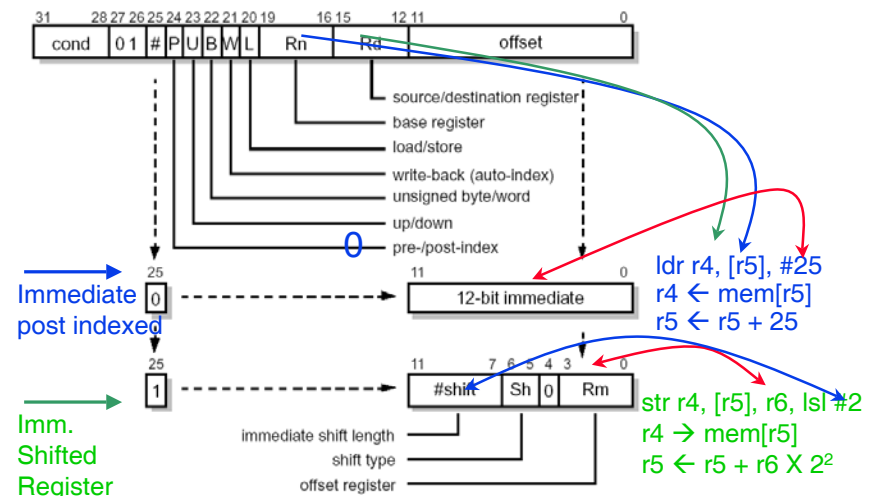 31 28 27 26 25 24 23 22 21 20 19 16 15 12 11 0
cond 0 1 # P U B W L Rn Rd offset
source/destination register
base register
load/store
write-back (auto-index)
unsigned byte/word
up/down
0 pre-/post-index
ldr r4, [r5], #25
r4 ← mem[r5]
r5 ← r5 + 25
Immediate
post indexed
25
0
11 0
12-bit immediate
25
1
11 7 6 5 4 3 0
#shift Sh 0 Rm
str r4, [r5], r6, lsl #2
r4 → mem[r5]
r5 ← r5 + r6 X 2²
Imm.
Shifted
Register
immediate shift length
shift type
offset register